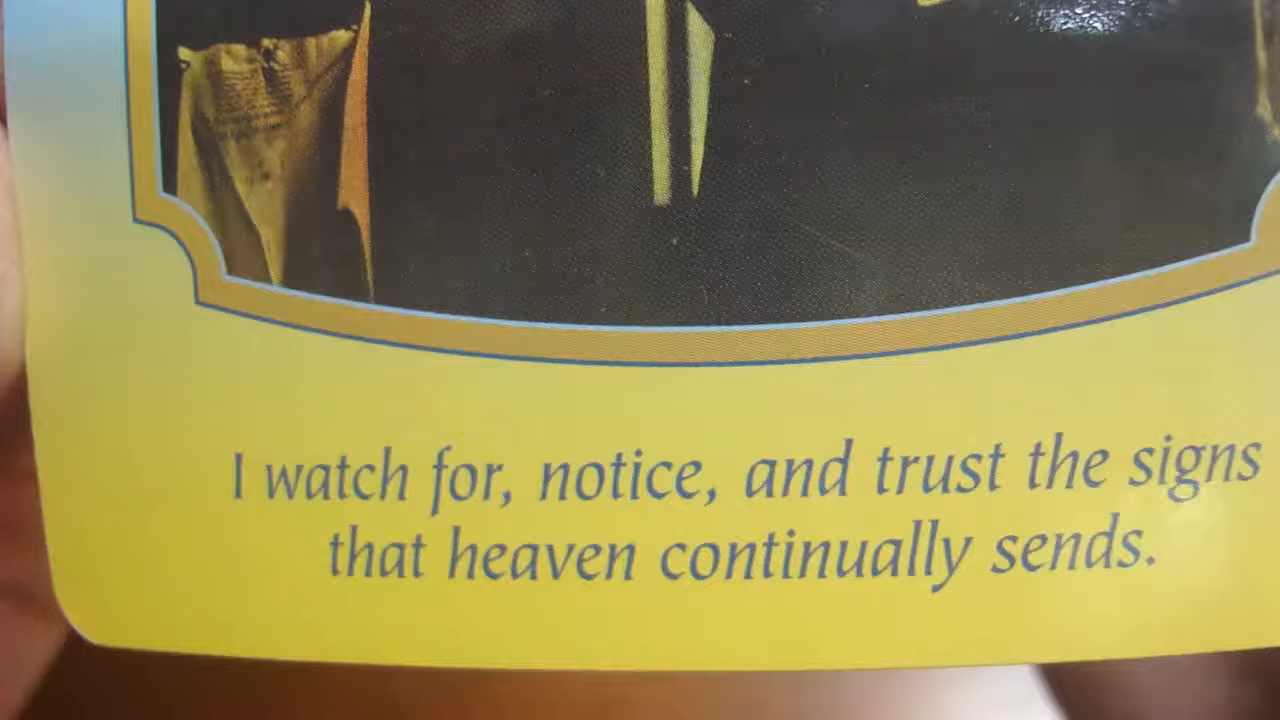 I watch for, notice, and trust the signs
that heaven continually sends.